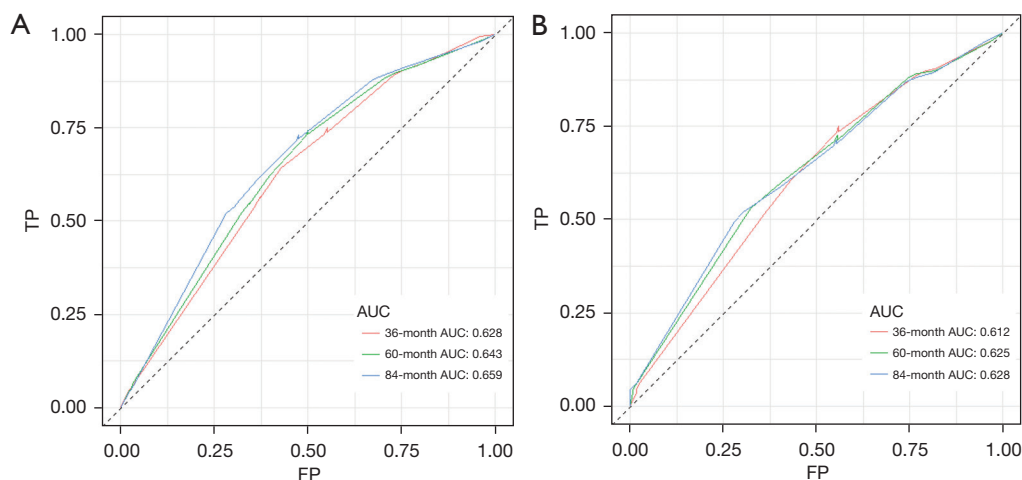 A
1.00
0.75
0.50
0.25
0.00
TP
AUC
36-month AUC: 0.628
60-month AUC: 0.643
84-month AUC: 0.659
0.00 0.25 0.50 0.75 1.00
FP
B
1.00
0.75
0.50
0.25
0.00
TP
AUC
36-month AUC: 0.612
60-month AUC: 0.625
84-month AUC: 0.628
0.00 0.25 0.50 0.75 1.00
FP